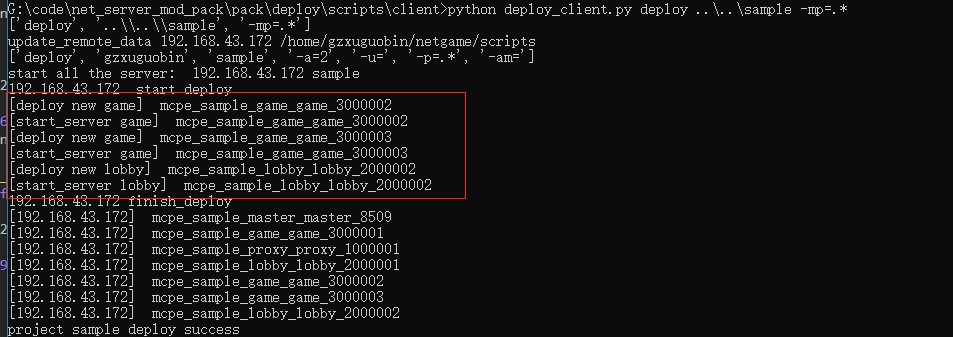 G:\code\net_server_mod_pack\pack\deploy\scripts\client>python deploy_client.py deploy ..\..\sample -mp=.*
['deploy', '..\\..\\sample', '-mp=.*']
update_remote_data 192.168.43.172 /home/gzxuguobin/netgame/scripts
['deploy', 'gzxuguobin', 'sample', '-a=2', '-u=', '-p=.*', '-am=']
start all the server:  192.168.43.172 sample
192.168.43.172  start_deploy
[deploy new game]  mcpe_sample_game_game_3000002
[start_server game]  mcpe_sample_game_game_3000002
[deploy new game]  mcpe_sample_game_game_3000003
[start_server game]  mcpe_sample_game_game_3000003
[deploy new lobby]  mcpe_sample_lobby_lobby_2000002
[start_server lobby]  mcpe_sample_lobby_lobby_2000002
192.168.43.172 finish_deploy
[192.168.43.172]  mcpe_sample_master_master_8509
[192.168.43.172]  mcpe_sample_game_game_3000001
[192.168.43.172]  mcpe_sample_proxy_proxy_1000001
[192.168.43.172]  mcpe_sample_lobby_lobby_2000001
[192.168.43.172]  mcpe_sample_game_game_3000002
[192.168.43.172]  mcpe_sample_game_game_3000003
[192.168.43.172]  mcpe_sample_lobby_lobby_2000002
project sample deploy success